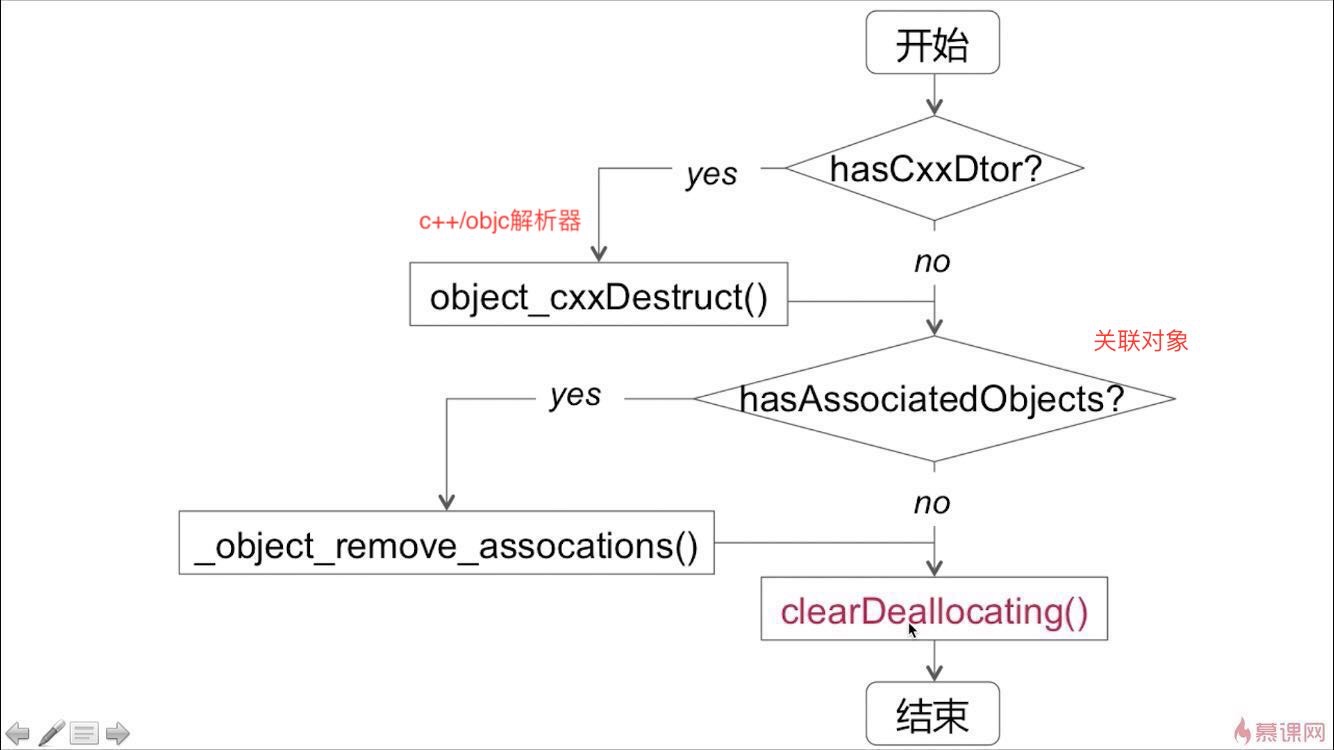 开始
hasCxxDtor?
yes
c++/objc解析器
no
object_cxxDestruct()
关联对象
hasAssociatedObjects?
yes
no
_object_remove_assocations()
clearDeallocating()
结束
慕课网